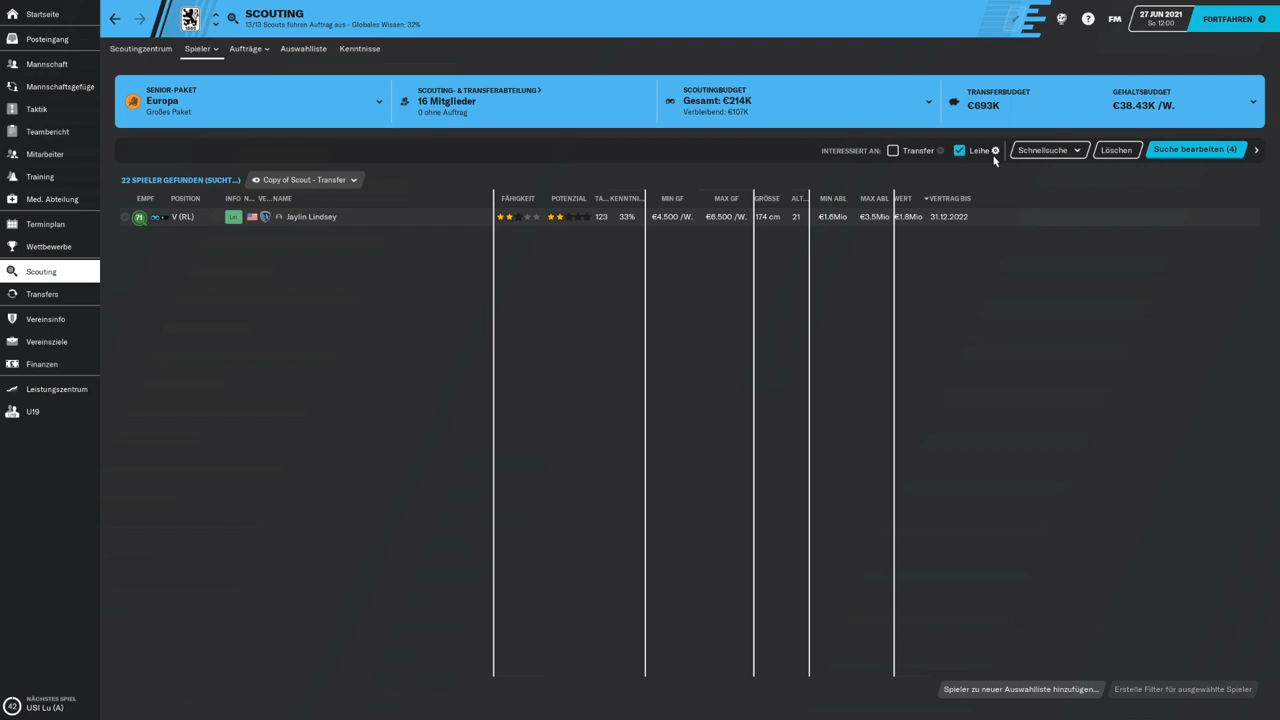 Startseite
Posteingang
Mannschaft
Mannschaftsgefüge
Taktik
Teambericht
Mitarbeiter
Training
Med. Abteilung
Terminplan
Wettbewerbe
Scouting
Transfers
Vereinsinfo
Vereinsziele
Finanzen
Leistungszentrum
U19
42
NÄCHSTES SPIEL
USI Lu (A)
SCOUTING
13/13 Scouts führen Auftrag aus - Globales Wissen: 32%
FM
27 JUN 2021
So 12:00
FORTFAHREN
Scoutingzentrum
Spieler
Aufträge
Auswahlliste
Kenntnisse
SENIOR-PAKET
Europa
Großes Paket
SCOUTING- & TRANSFERABTEILUNG
16 Mitglieder
0 ohne Auftrag
SCOUTINGBUDGET
Gesamt: €214K
Verbleibend: €107K
TRANSFERBUDGET
€693K
GEHALTSBUDGET
€38.43K /W.
INTERESSIERT AN: Transfer Leihe
Schnellsuche
Löschen
Suche bearbeiten (4)
22 SPIELER GEFUNDEN (SUCHT...)
Copy of Scout - Transfer
EMPF POSITION INFO N... VE... NAME FÄHIGKEIT POTENZIAL TA... KENNTNI... MIN GF MAX GF GRÖSSE ALT... MIN ABL MAX ABL WERT VERTRAG BIS
71 V (RL) Lei Jaylin Lindsey 123 33% €4.500 /W. €6.500 /W. 174 cm 21 €1.6Mio €3.5Mio €1.8Mio 31.12.2022
Spieler zu neuer Auswahlliste hinzufügen...
Erstelle Filter für ausgewählte Spieler